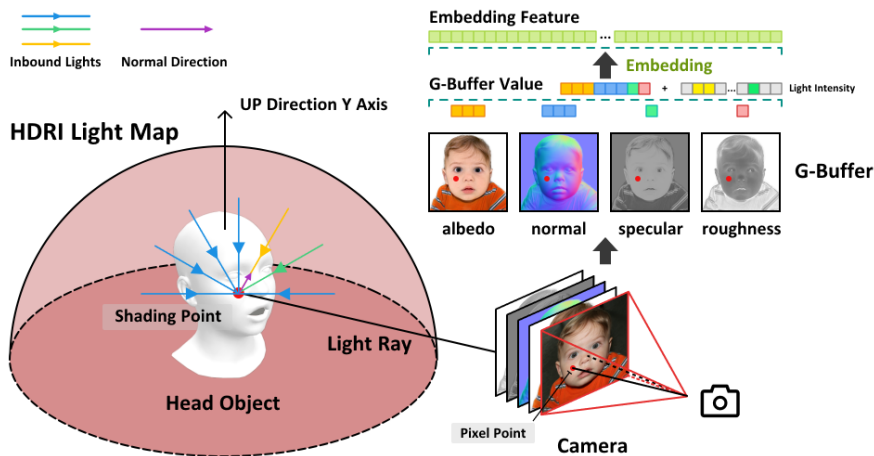 Inbound Lights
Normal Direction
UP Direction Y Axis
HDRI Light Map
Shading Point
Light Ray
Head Object
Embedding Feature
...
Embedding
G-Buffer Value
+
...
Light Intensity
G-Buffer
albedo
normal
specular
roughness
Pixel Point
Camera